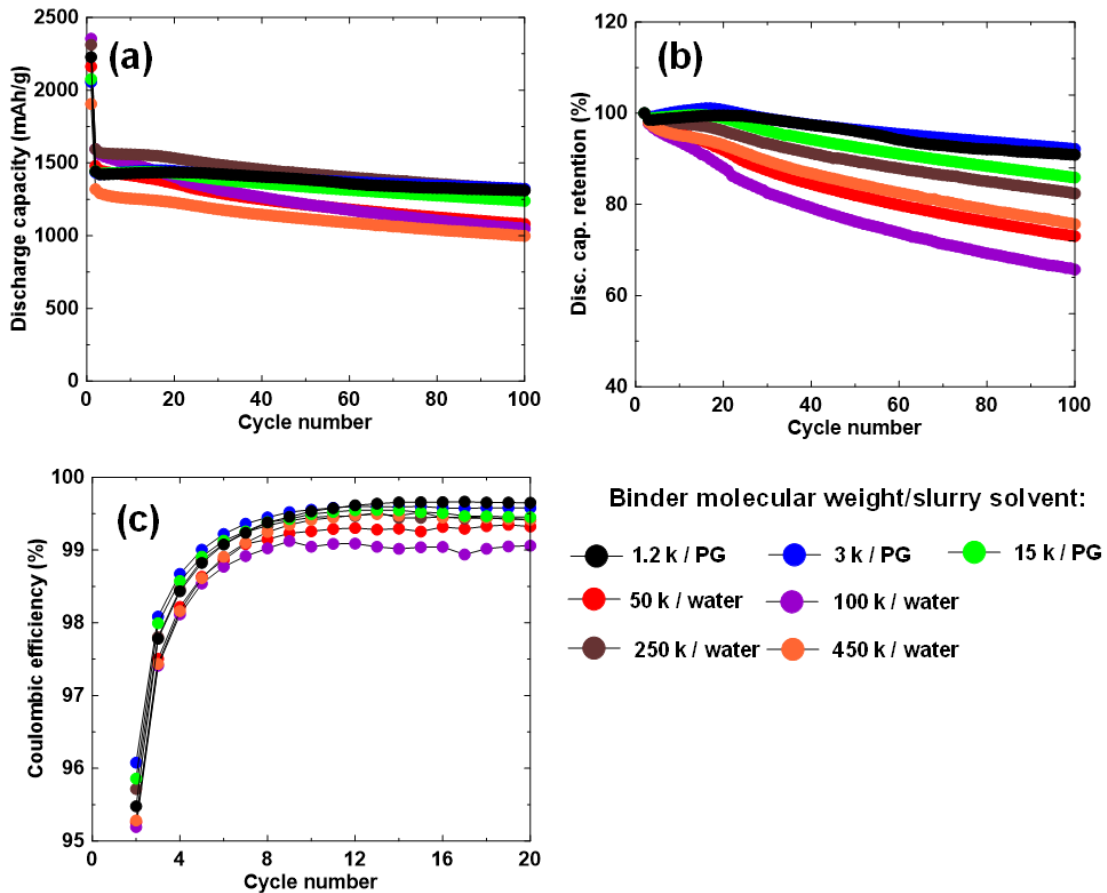 (a)
Discharge capacity (mAh/g)
2500
2000
1500
1000
500
0
0 20 40 60 80 100
Cycle number
(b)
Disc. cap. retention (%)
120
100
80
60
40
0 20 40 60 80 100
Cycle number
(c)
Coulombic efficiency (%)
100
99
98
97
96
95
0 4 8 12 16 20
Cycle number
Binder molecular weight/slurry solvent:
1.2 k / PG 3 k / PG 15 k / PG
50 k / water 100 k / water
250 k / water 450 k / water